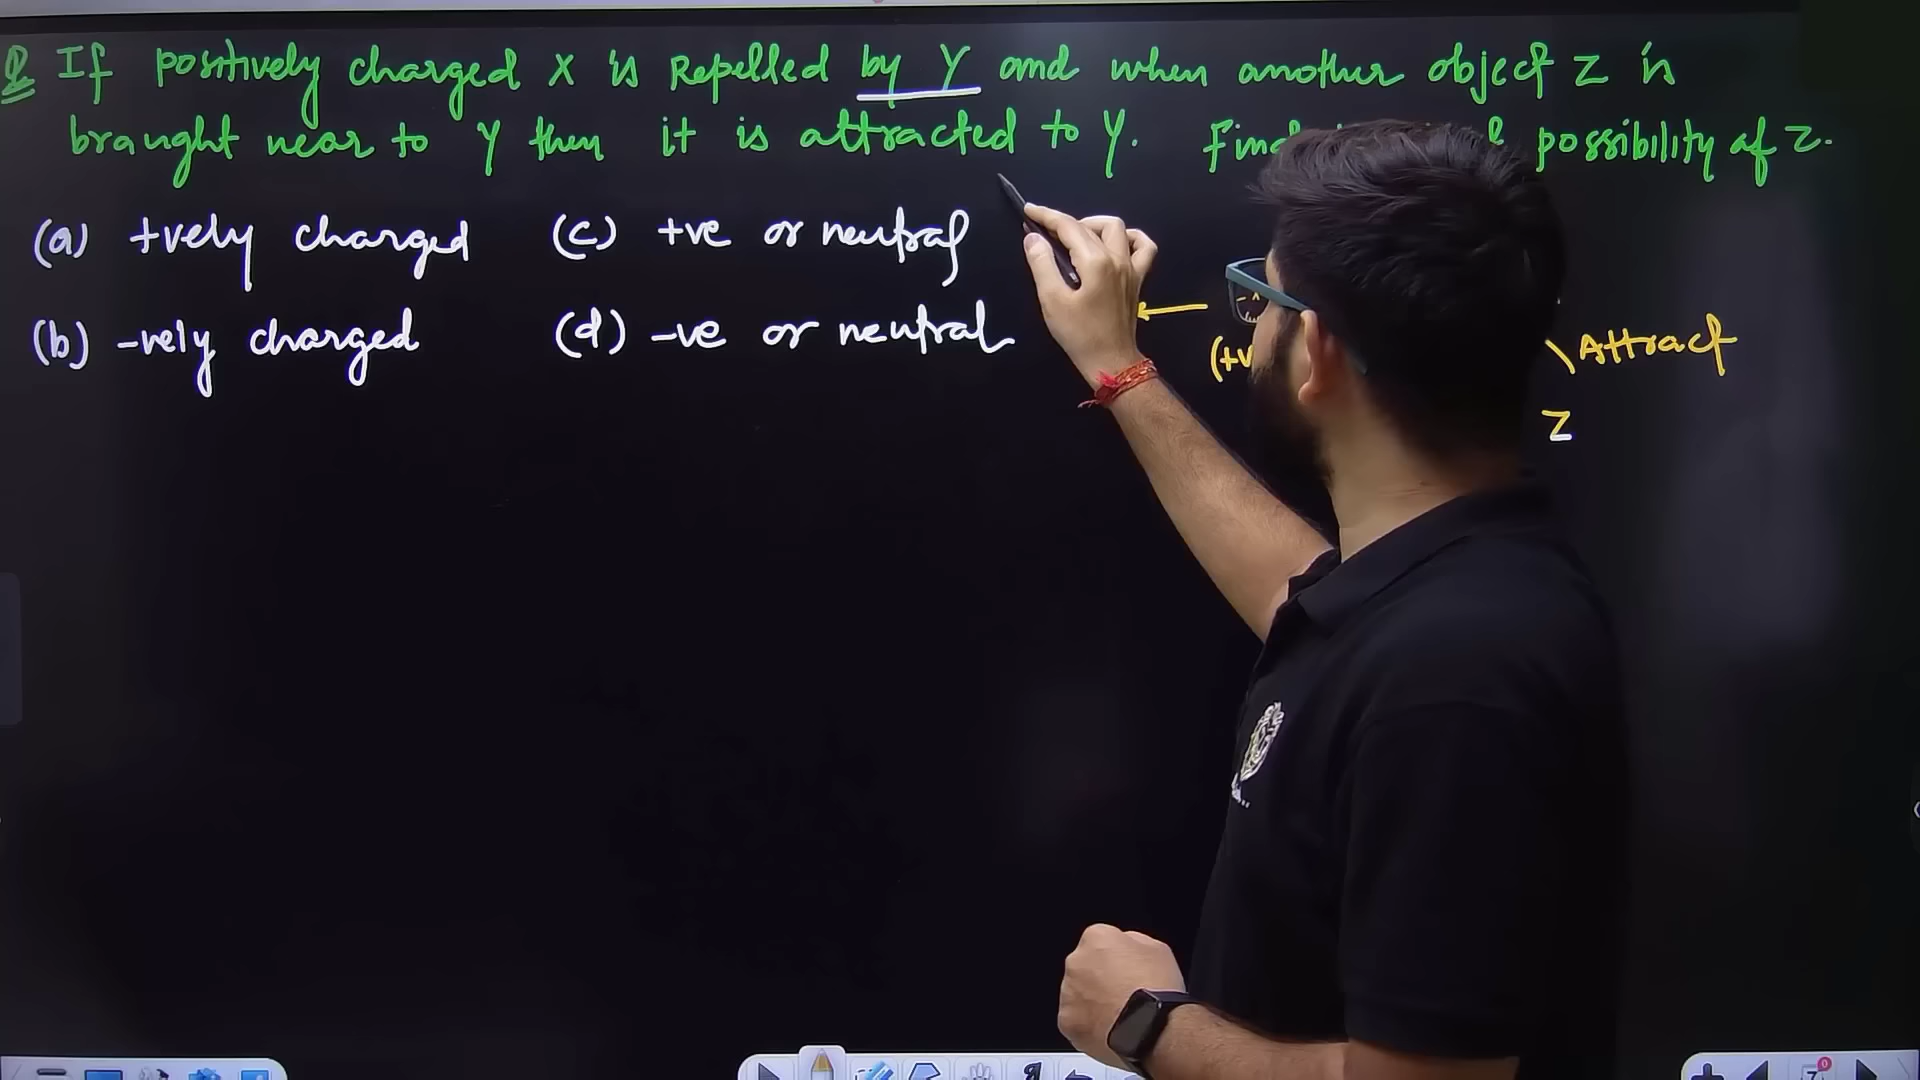 Q If positively charged X is Repelled by Y and when another object Z is
braught near to Y then it is attracted to Y. Find possibility of Z.
(a) +vely charged (c) +ve or neutral
(b) -vely charged (d) -ve or neutral
(+v
Attract
Z